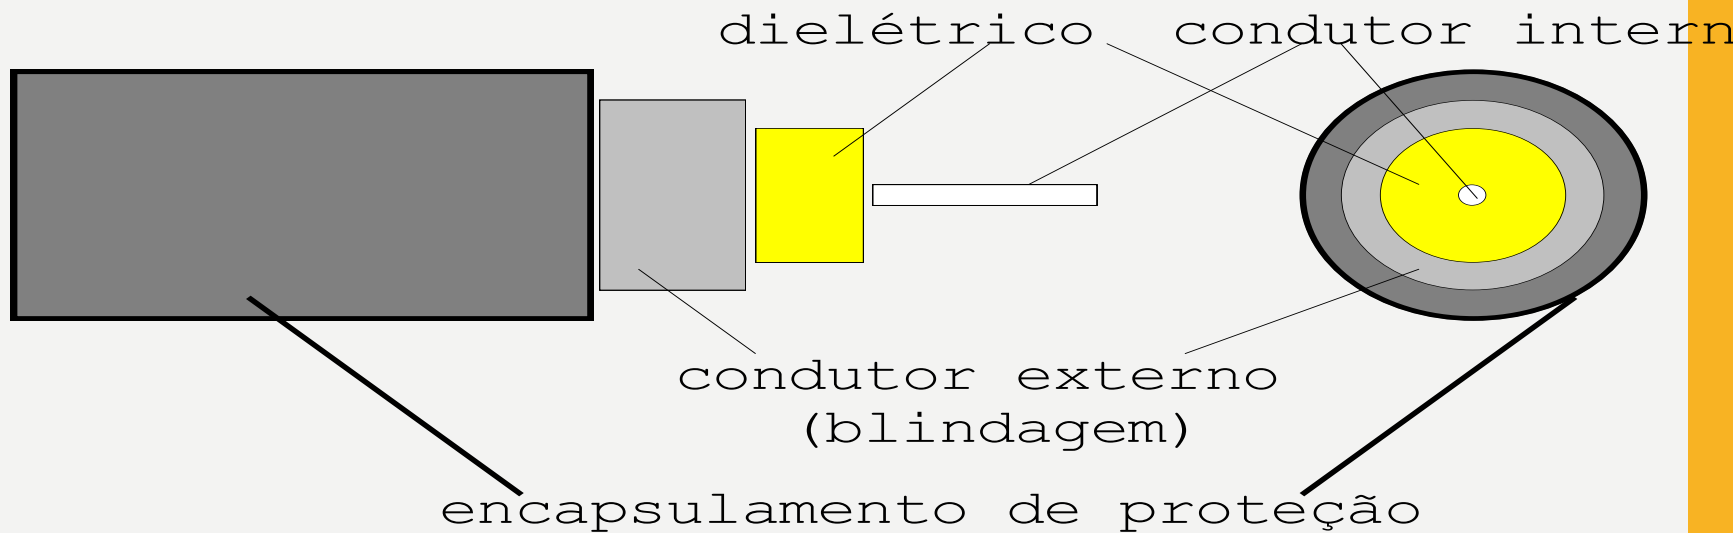 dielétrico condutor intern
condutor externo
(blindagem)
encapsulamento de proteção